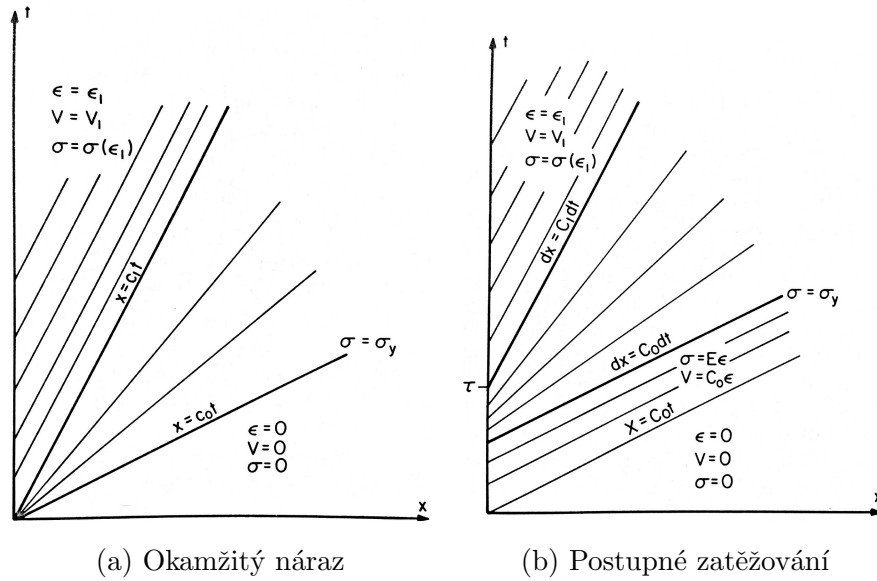 t
ϵ = ϵ₁
V = V₁
σ = σ(ϵ₁)
x = c₁t
σ = σy
x = c₀t
ϵ = 0
V = 0
σ = 0
x
(a) Okamžitý náraz
t
ϵ = ϵ₁
V = V₁
σ = σ(ϵ₁)
dx = C₁dt
σ = σy
dx = C₀dt
σ = Eϵ
V = C₀ϵ
τ
X = C₀t
ϵ = 0
V = 0
σ = 0
(b) Postupné zatěžování